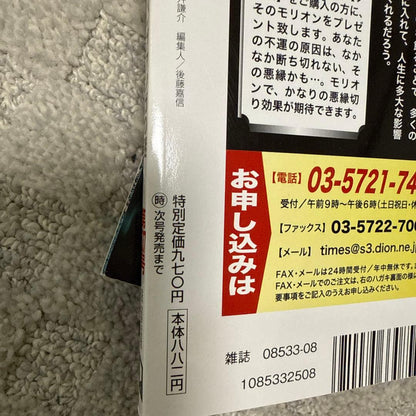 に入れて、人生に多大な影響
れるだろう。
をご購入の方に、
そのモリオンをプレゼ
ント致します。あなた
の不運の原因は、なか
なか断ち切れない、そ
の悪縁かも…。モリオ
ンで、かなりの悪縁切
り効果が期待できます。
謙介 編集人／後藤嘉信
お申し込みは
【電話】 03-5721-74
受付／午前9時〜午後6時(土日祝日・休
【ファックス】 03-5722-700
【メール】 times@s3.dion.ne.j
FAX・メールは24時間受付／年中無休です。
FAX・メールでのご注文は、右のハガキ裏面の様に
要事項をご記入のうえお申し込みください。
特別定価九七〇円
時 次号発売まで
本体八八二円
雑誌 08533-08
1085332508